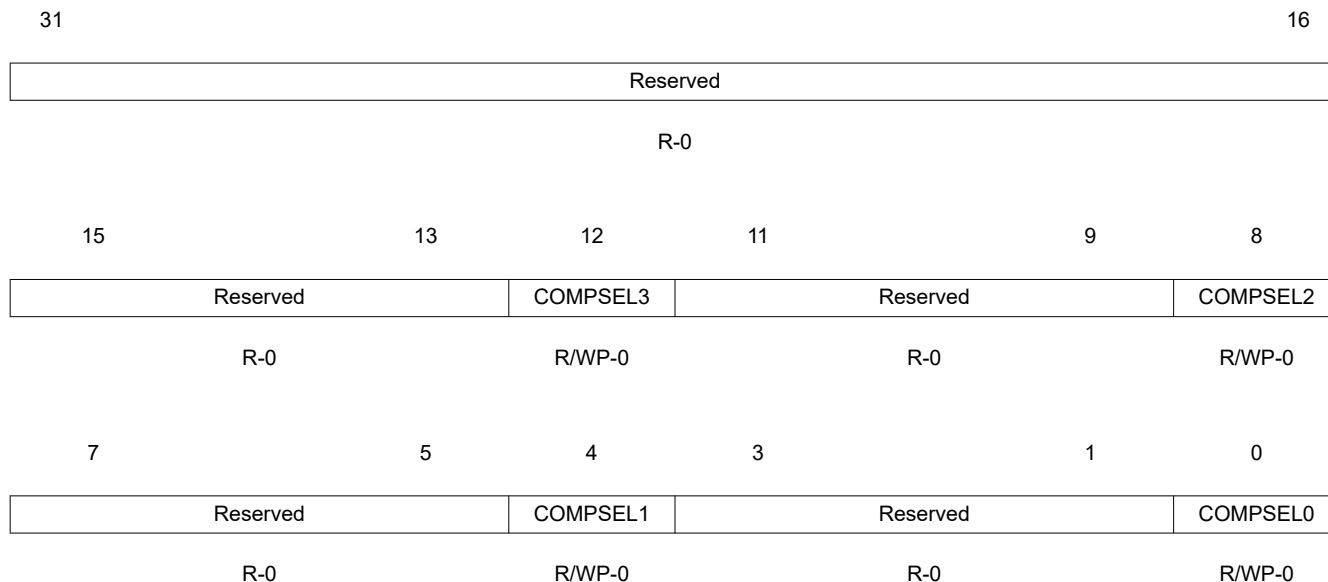 31 16
Reserved
R-0
15 13 12 11 9 8
Reserved COMPSEL3 Reserved COMPSEL2
R-0 R/WP-0 R-0 R/WP-0
7 5 4 3 1 0
Reserved COMPSEL1 Reserved COMPSEL0
R-0 R/WP-0 R-0 R/WP-0